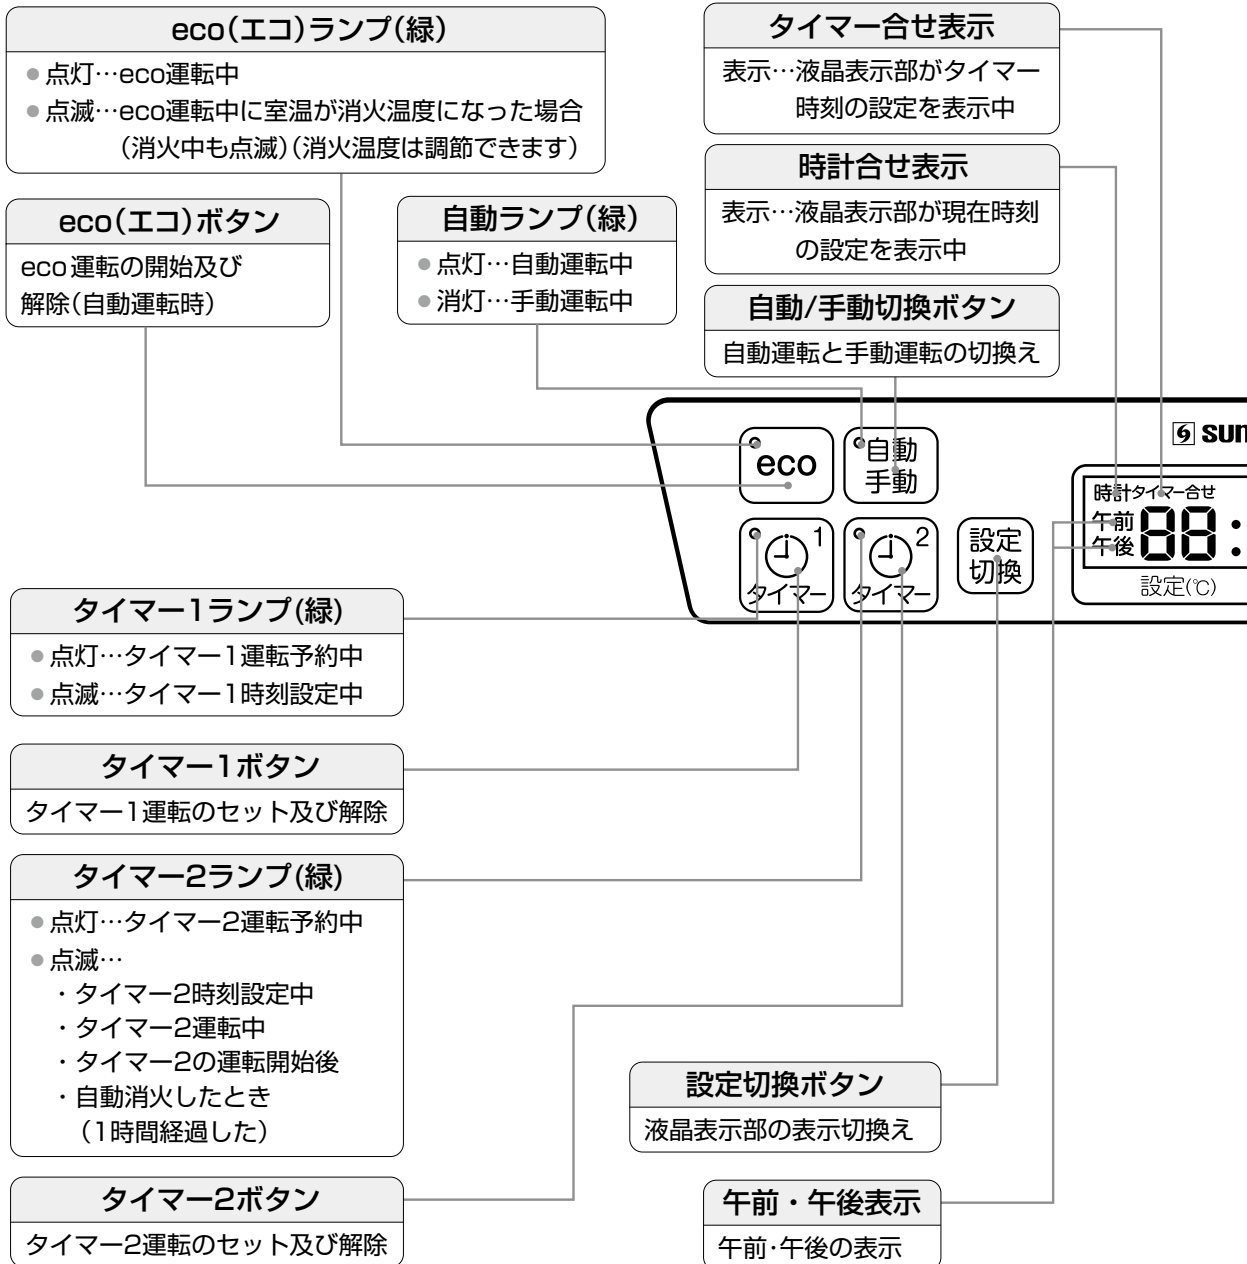 eco(エコ)ランプ(緑)
●点灯…eco運転中
●点滅…eco運転中に室温が消火温度になった場合
(消火中も点滅)(消火温度は調節できます)
タイマー合せ表示
表示…液晶表示部がタイマー
時刻の設定を表示中
時計合せ表示
表示…液晶表示部が現在時刻
の設定を表示中
eco(エコ)ボタン
eco運転の開始及び
解除(自動運転時)
自動ランプ(緑)
●点灯…自動運転中
●消灯…手動運転中
自動/手動切換ボタン
自動運転と手動運転の切換え
eco
自動
手動
sun
時計タイマー合せ
午前
午後
88:
設定(℃)
1
タイマー
2
タイマー
設定
切換
タイマー1ランプ(緑)
●点灯…タイマー1運転予約中
●点滅…タイマー1時刻設定中
タイマー1ボタン
タイマー1運転のセット及び解除
タイマー2ランプ(緑)
●点灯…タイマー2運転予約中
●点滅…
・タイマー2時刻設定中
・タイマー2運転中
・タイマー2の運転開始後
・自動消火したとき
(1時間経過した)
タイマー2ボタン
タイマー2運転のセット及び解除
設定切換ボタン
液晶表示部の表示切換え
午前・午後表示
午前･午後の表示